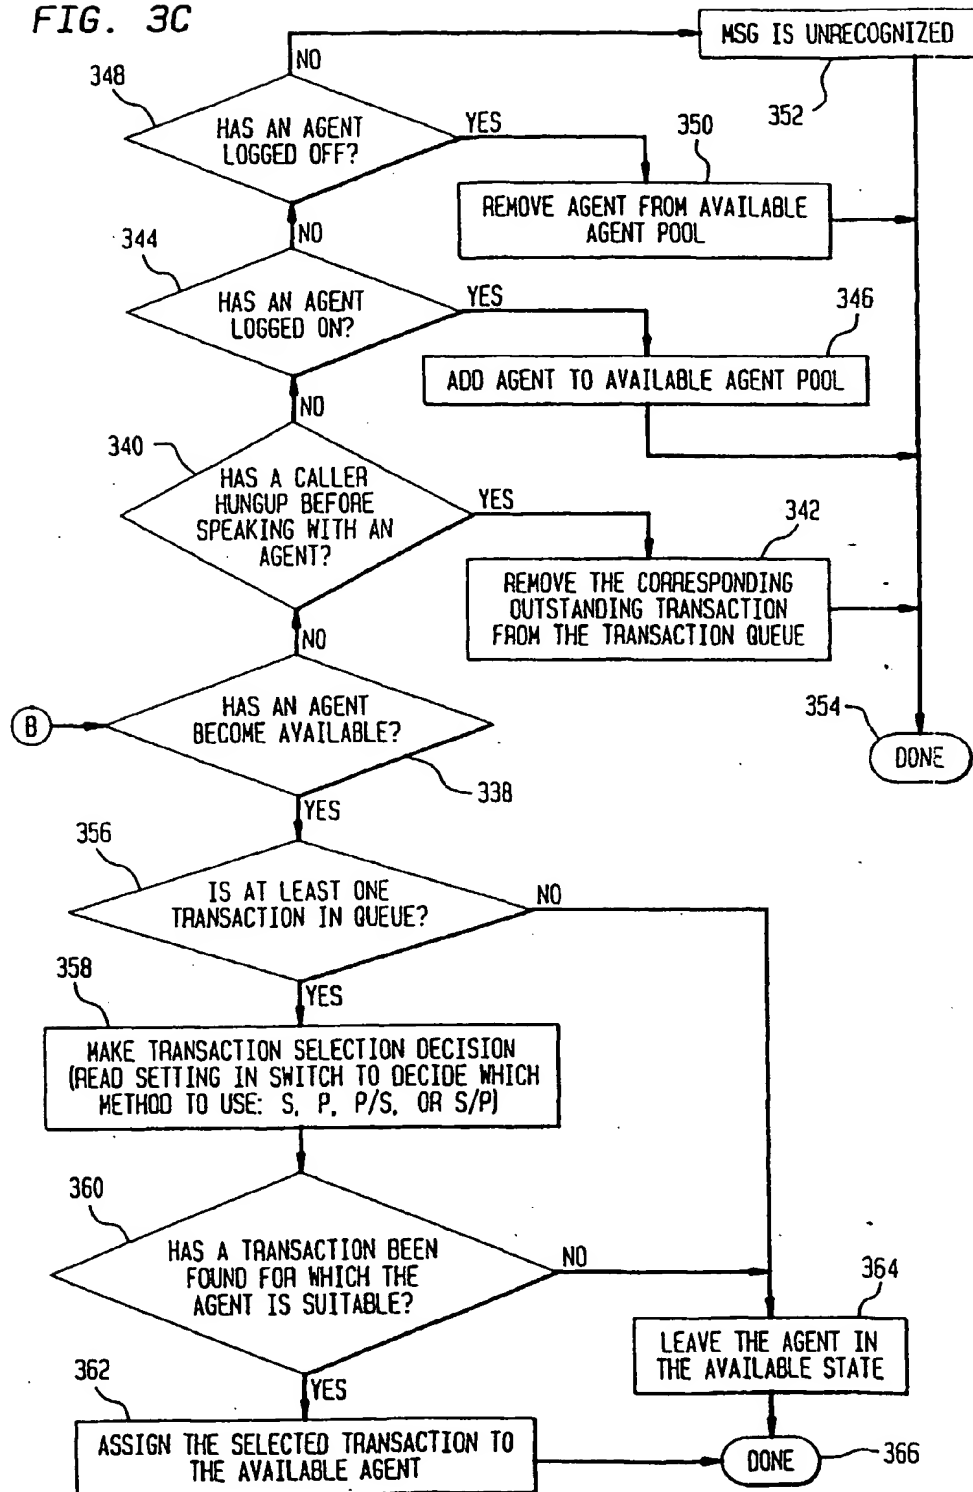 FIG. 3C
MSG IS UNRECOGNIZED
352
NO
348
HAS AN AGENT
LOGGED OFF?
YES
350
REMOVE AGENT FROM AVAILABLE
AGENT POOL
NO
344
HAS AN AGENT
LOGGED ON?
YES
346
ADD AGENT TO AVAILABLE AGENT POOL
NO
340
HAS A CALLER
HUNGUP BEFORE
SPEAKING WITH AN
AGENT?
YES
342
REMOVE THE CORRESPONDING
OUTSTANDING TRANSACTION
FROM THE TRANSACTION QUEUE
NO
B
HAS AN AGENT
BECOME AVAILABLE?
338
354
DONE
YES
356
IS AT LEAST ONE
TRANSACTION IN QUEUE?
NO
YES
358
MAKE TRANSACTION SELECTION DECISION
(READ SETTING IN SWITCH TO DECIDE WHICH
METHOD TO USE: S, P, P/S, OR S/P)
360
HAS A TRANSACTION BEEN
FOUND FOR WHICH THE
AGENT IS SUITABLE?
NO
364
LEAVE THE AGENT IN
THE AVAILABLE STATE
YES
362
ASSIGN THE SELECTED TRANSACTION TO
THE AVAILABLE AGENT
DONE
366